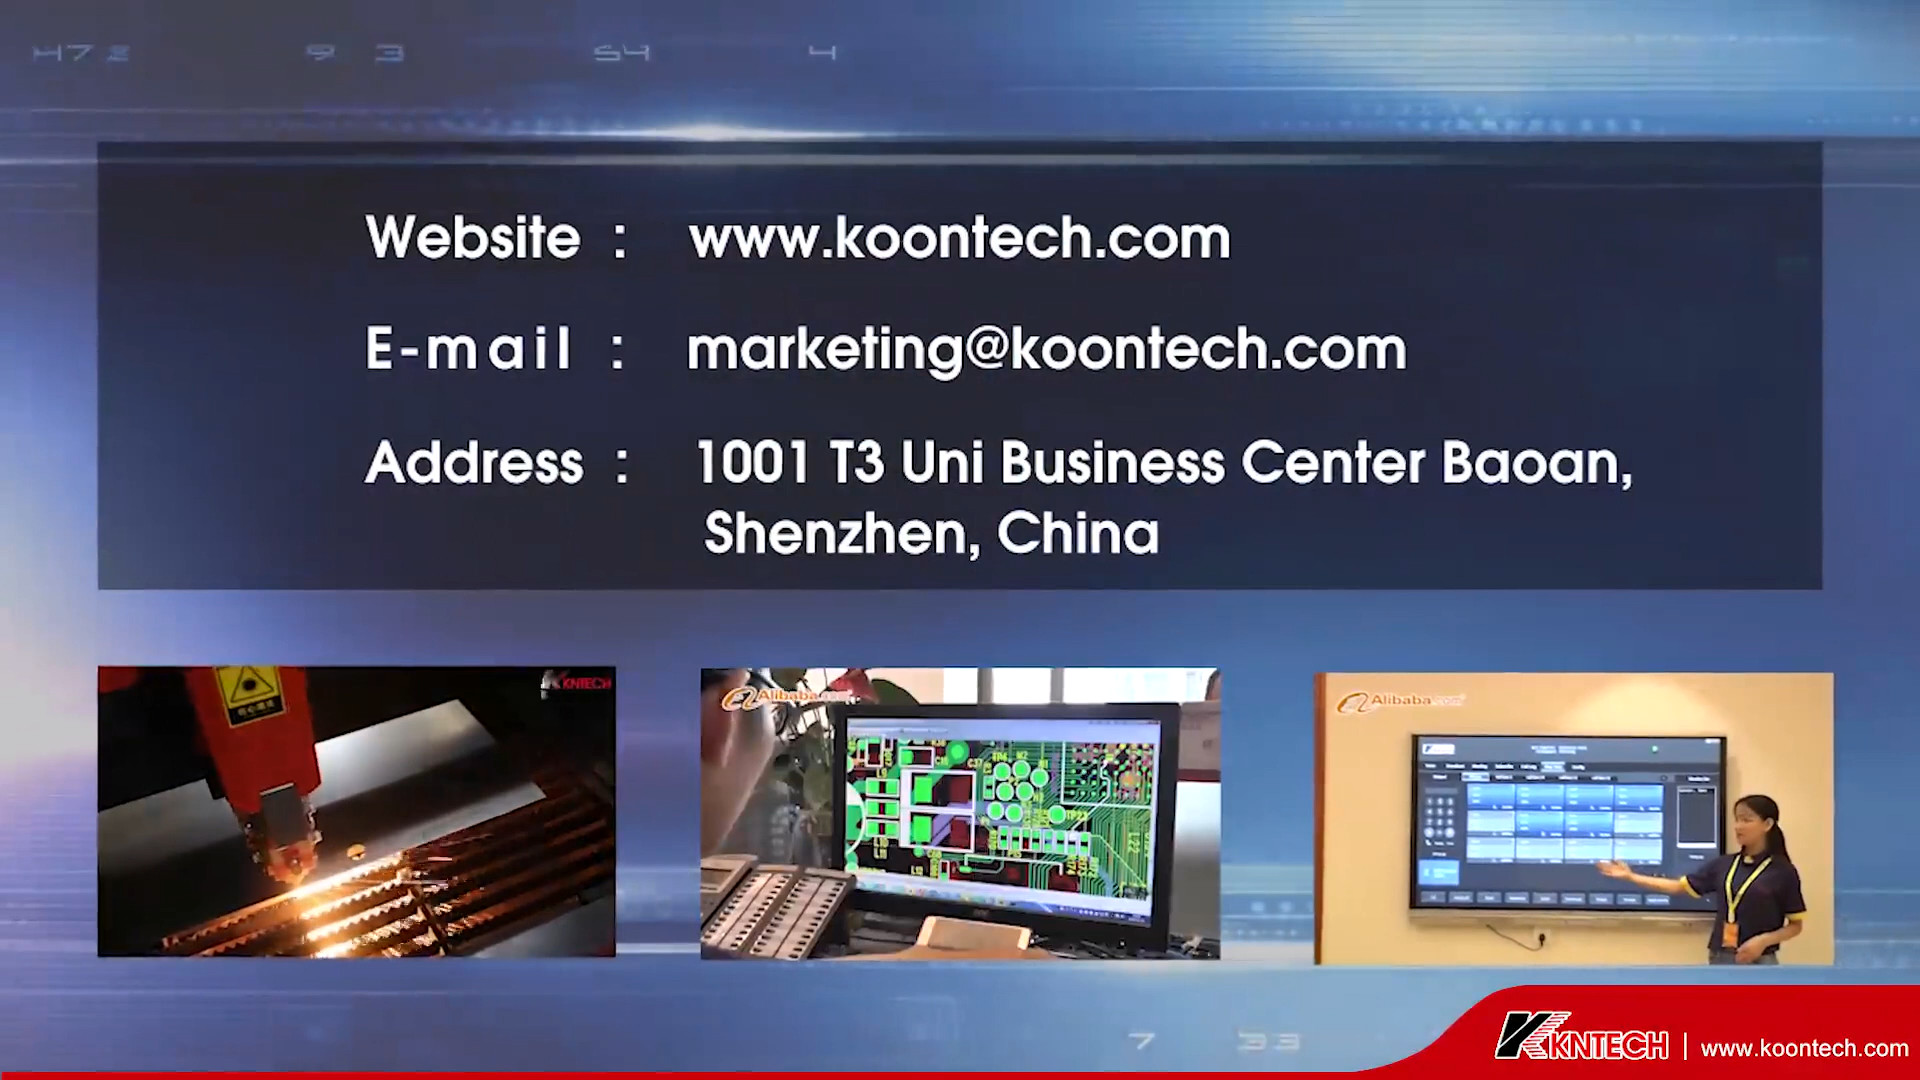 Website : www.koontech.com
E-mail : marketing@koontech.com
Address : 1001 T3 Uni Business Center Baoan,
Shenzhen, China
KNTECH
Alibaba.com
Alibaba.com
KNTECH | www.koontech.com